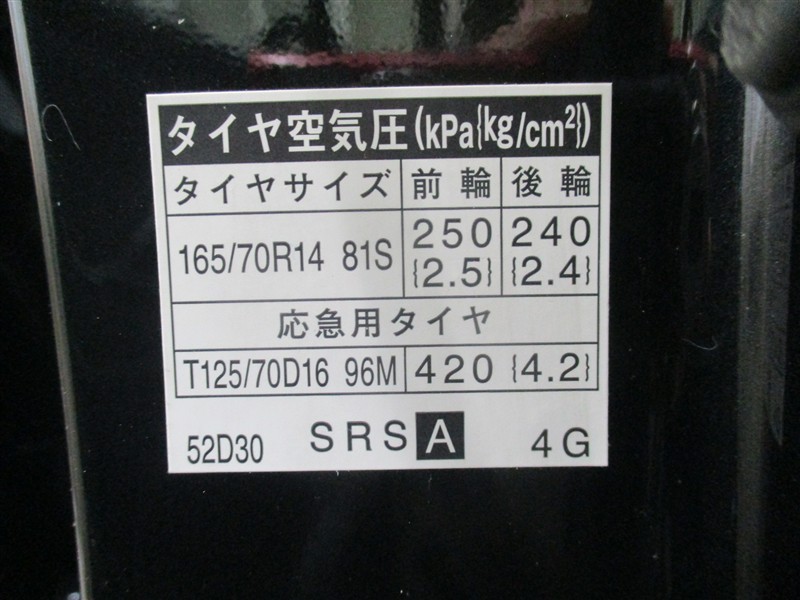 タイヤ空気圧(kPa{kg/cm²})
タイヤサイズ 前輪 後輪
165/70R14 81S 250 {2.5} 240 {2.4}
応急用タイヤ
T125/70D16 96M 420 {4.2}
52D30 SRS A 4G